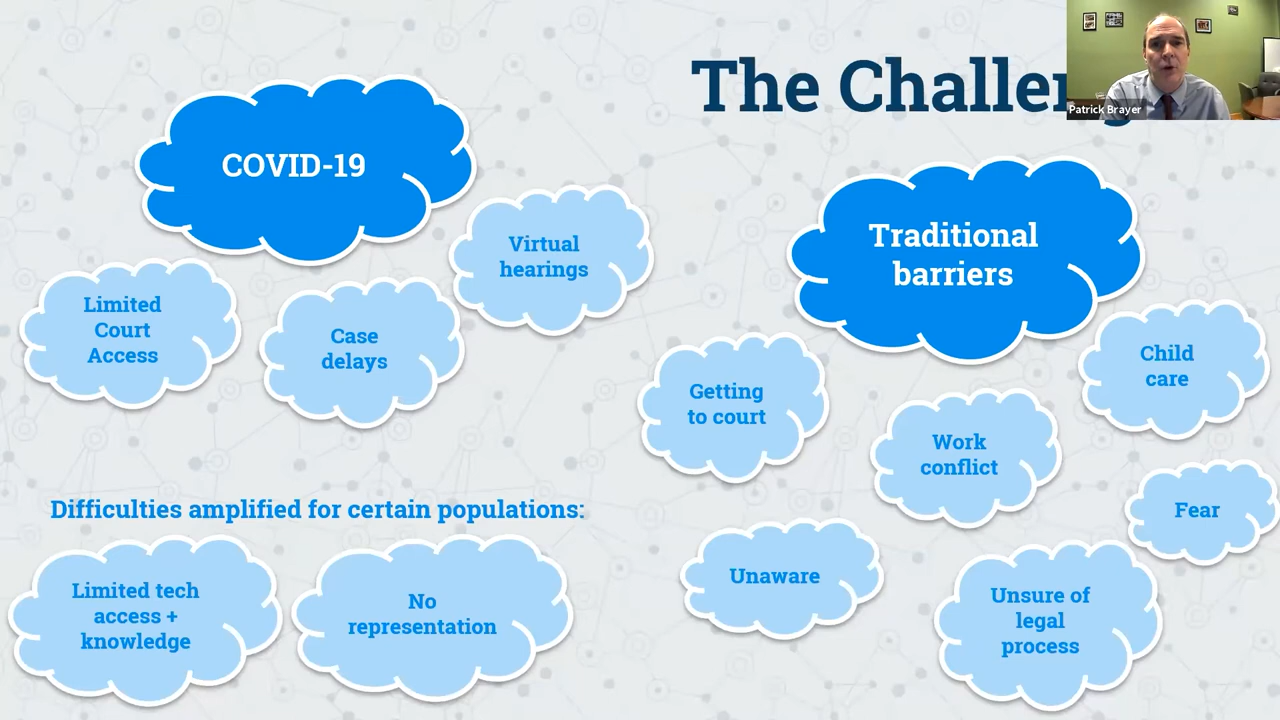 The Challeng
Patrick Brayer
COVID-19
Virtual
hearings
Limited
Court
Access
Case
delays
Difficulties amplified for certain populations:
Limited tech
access +
knowledge
No
representation
Traditional
barriers
Child
care
Getting
to court
Work
conflict
Fear
Unaware
Unsure of
legal
process